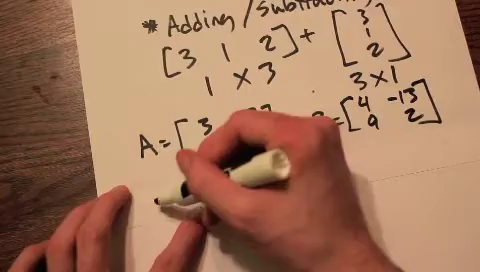 * Adding/subtracting
[3 1 2] + [3 1 2]
1 X 3 3 X 1
A = [3 = [4 -13
9 2]